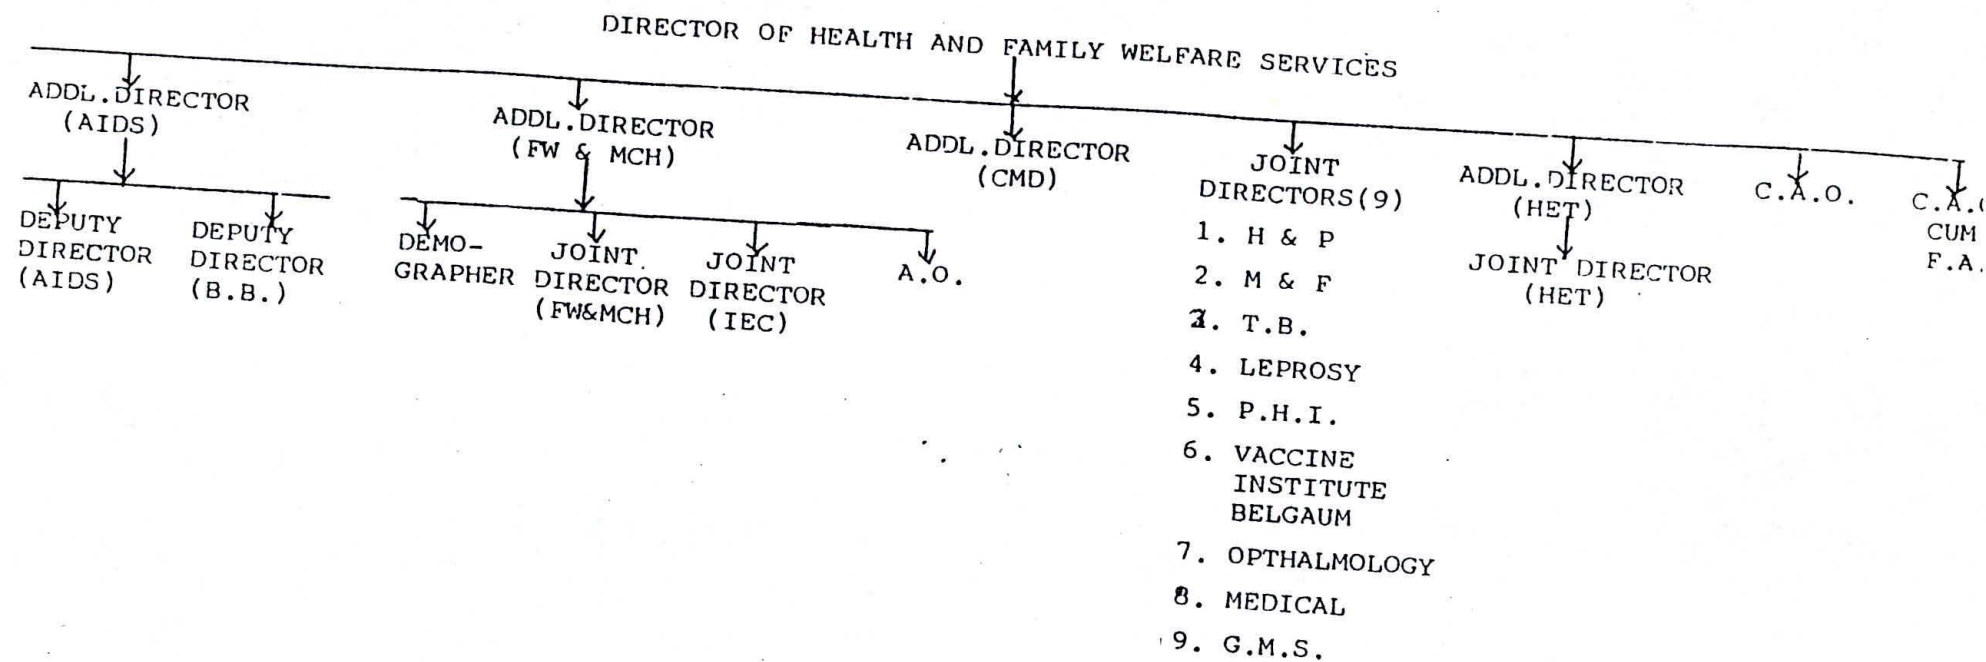 DIRECTOR OF HEALTH AND FAMILY WELFARE SERVICES
ADDL.DIRECTOR
(AIDS)
DEPUTY
DIRECTOR
(AIDS)
DEPUTY
DIRECTOR
(B.B.)
ADDL.DIRECTOR
(FW & MCH)
DEMO-
GRAPHER
JOINT
DIRECTOR
(FW&MCH)
JOINT
DIRECTOR
(IEC)
A.O.
ADDL.DIRECTOR
(CMD)
JOINT
DIRECTORS(9)
1. H & P
2. M & F
3. T.B.
4. LEPROSY
5. P.H.I.
6. VACCINE
INSTITUTE
BELGAUM
7. OPTHALMOLOGY
8. MEDICAL
9. G.M.S.
ADDL.DIRECTOR
(HET)
JOINT DIRECTOR
(HET)
C.A.O.
C.A.
CUM
F.A.